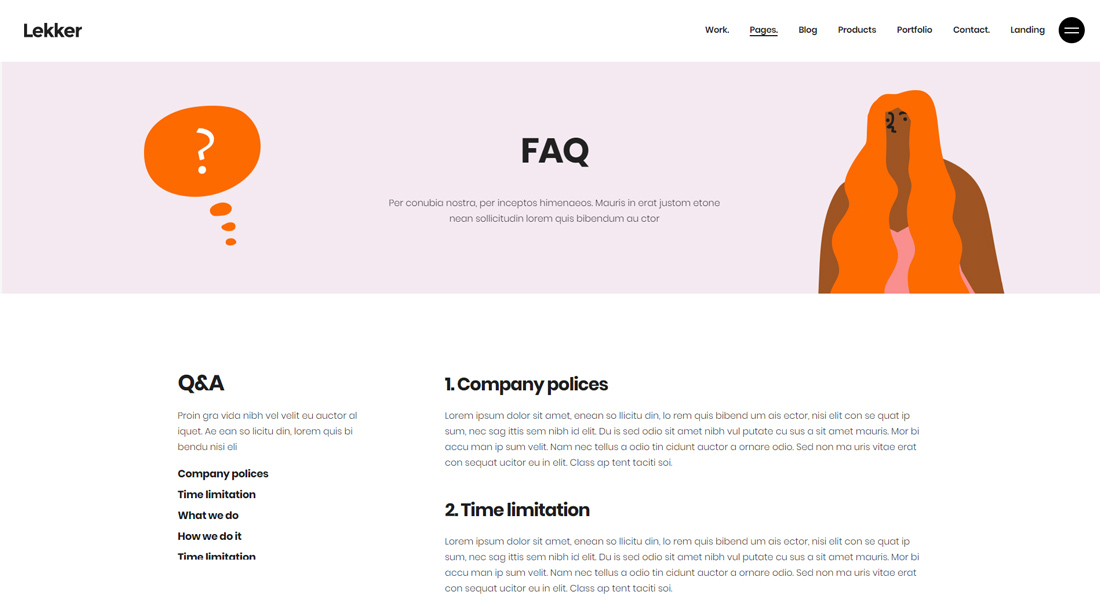 Lekker
Work. Pages. Blog Products Portfolio Contact. Landing
?
FAQ
Per conubia nostra, per inceptos himenaeos. Mauris in erat justom etone
nean sollicitudin lorem quis bibendum au ctor
Q&A
Proin gra vida nibh vel velit eu auctor al
iquet. Ae ean so licitu din, lorem quis bi
bendu nisi eli
Company polices
Time limitation
What we do
How we do it
Time limitation
1. Company polices
Lorem ipsum dolor sit amet, enean so llicitu din, lo rem quis bibend um ais ector, nisi elit con se quat ip
sum, nec sag ittis sem nibh id elit. Du is sed odio sit amet nibh vul putate cu sus a sit amet mauris. Mor bi
accu man ip sum velit. Nam nec tellus a odio tin cidunt auctor a ornare odio. Sed non ma uris vitae erat
con sequat ucitor eu in elit. Class ap tent taciti soi.
2. Time limitation
Lorem ipsum dolor sit amet, enean so llicitu din, lo rem quis bibend um ais ector, nisi elit con se quat ip
sum, nec sag ittis sem nibh id elit. Du is sed odio sit amet nibh vul putate cu sus a sit amet mauris. Mor bi
accu man ip sum velit. Nam nec tellus a odio tin cidunt auctor a ornare odio. Sed non ma uris vitae erat
con sequat ucitor eu in elit. Class ap tent taciti soi.